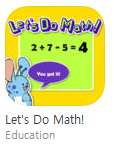 Let's Do Math!
2+7-5=4
You got it!
Let's Do Math!
Education